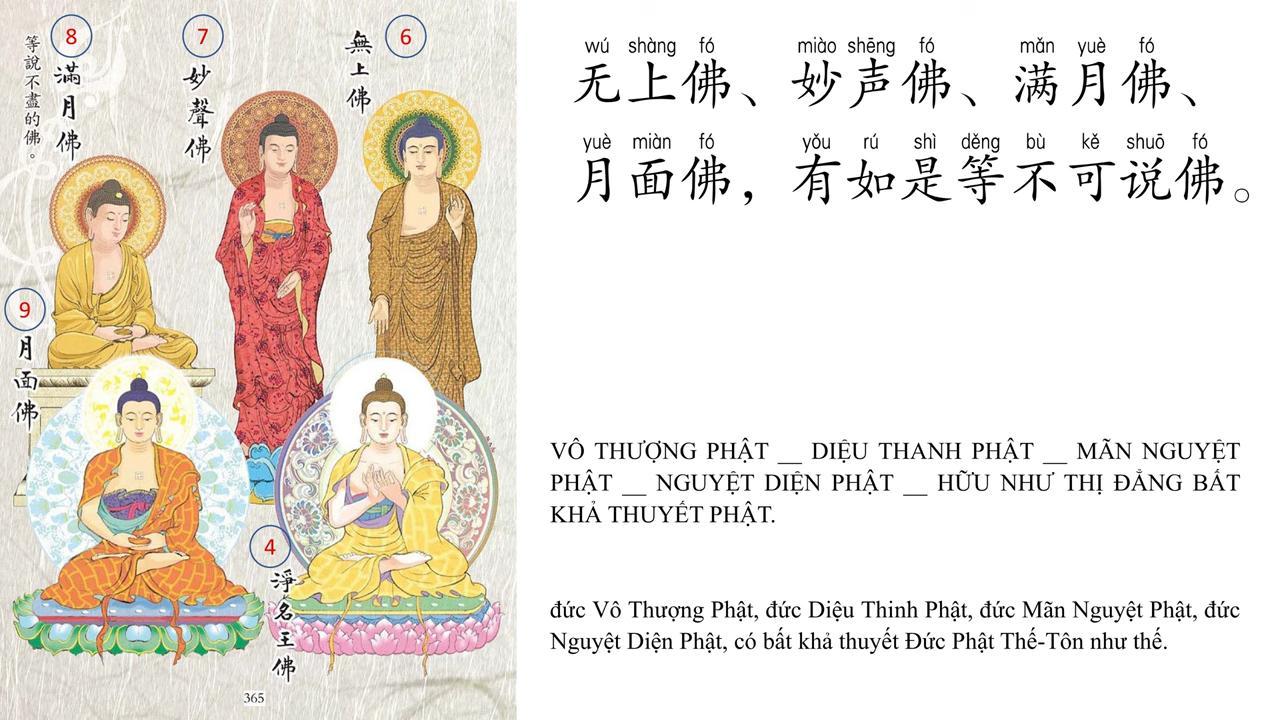 8
7
6
等說不盡的佛。
滿月佛
妙聲佛
無上佛
9
月面佛
4
淨名王佛
365
wú shàng fó miào shēng fó mǎn yuè fó
无上佛、妙声佛、满月佛、
yuè miàn fó yǒu rú shì děng bù kě shuō fó
月面佛，有如是等不可说佛。
VÔ THƯỢNG PHẬT __ DIỆU THANH PHẬT __ MÃN NGUYỆT
PHẬT __ NGUYỆT DIỆN PHẬT __ HỮU NHƯ THỊ ĐẲNG BẤT
KHẢ THUYẾT PHẬT.
đức Vô Thượng Phật, đức Diệu Thinh Phật, đức Mãn Nguyệt Phật, đức
Nguyệt Diện Phật, có bất khả thuyết Đức Phật Thế-Tôn như thế.